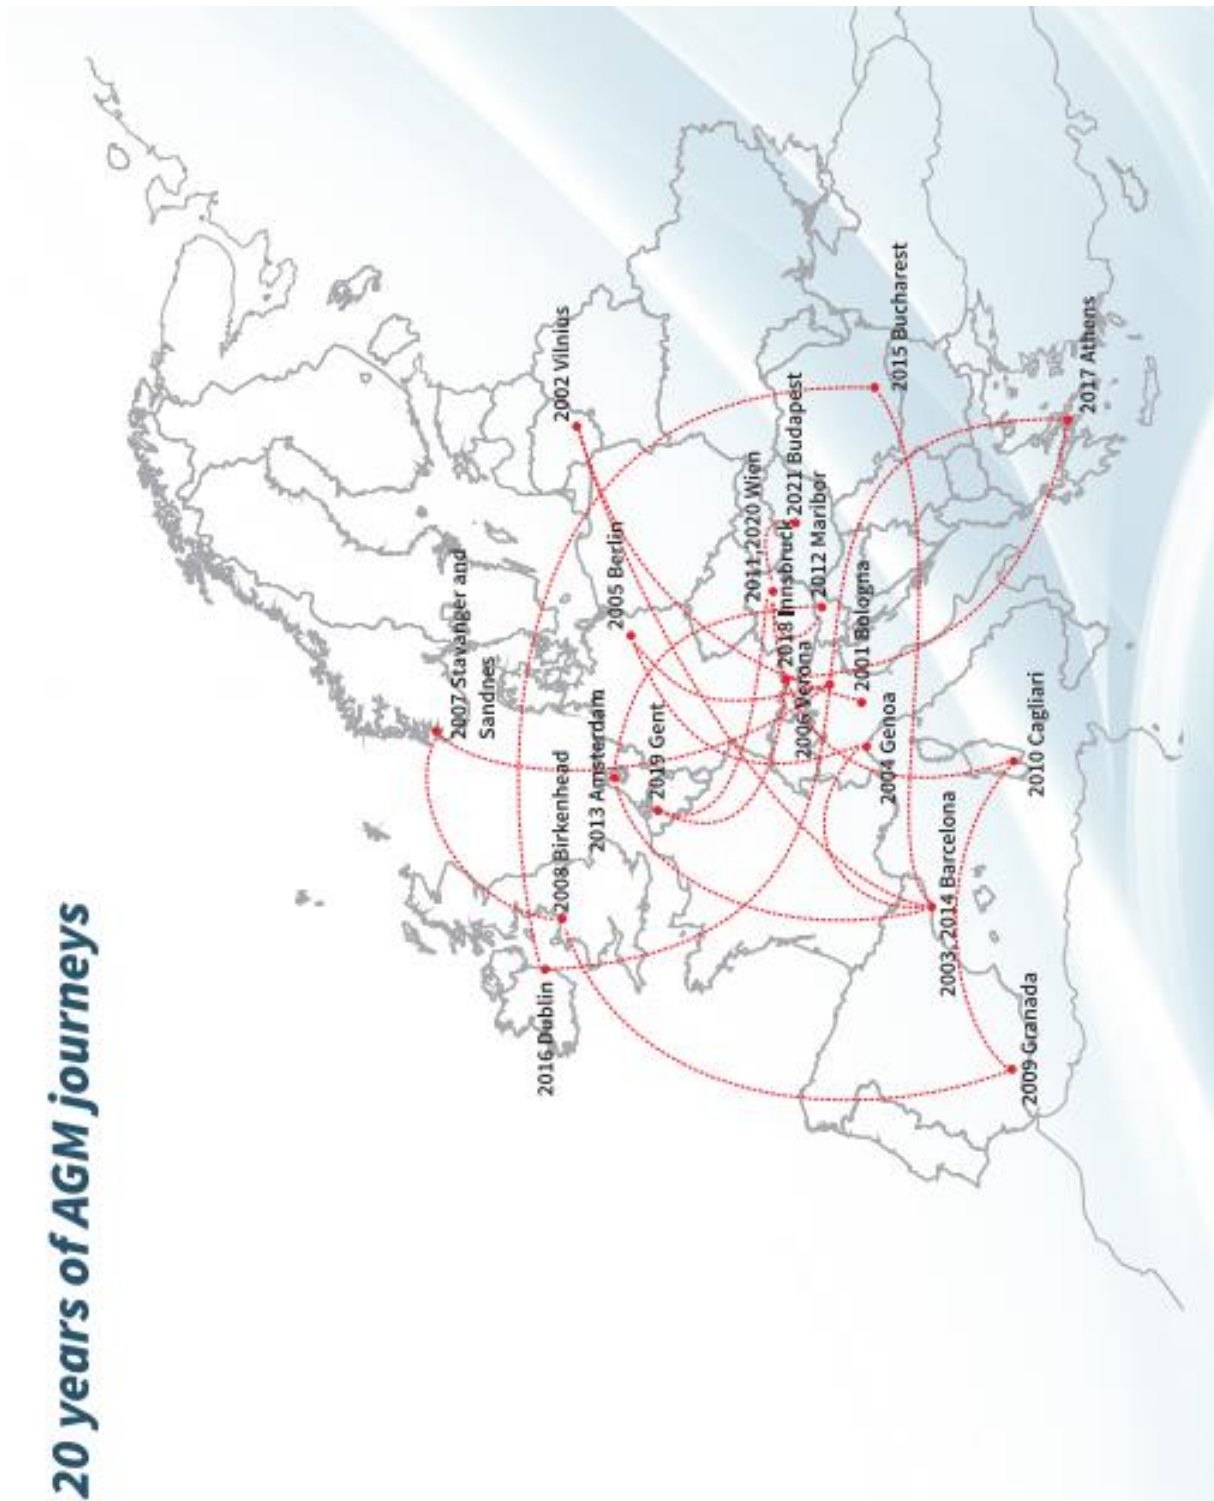 20 years of AGM journeys
2007 Stavanger and
Sandnes
2002 Vilnius
2016 Dublin
2008 Birkenhead
2013 Amsterdam
2005 Berlin
2019 Gent
2011,2020 Wien
2018 Innsbruck
2021 Budapest
2006 Verona
2012 Maribor
2001 Bologna
2004 Genoa
2015 Bucharest
2003, 2014 Barcelona
2009 Granada
2010 Cagliari
2017 Athens